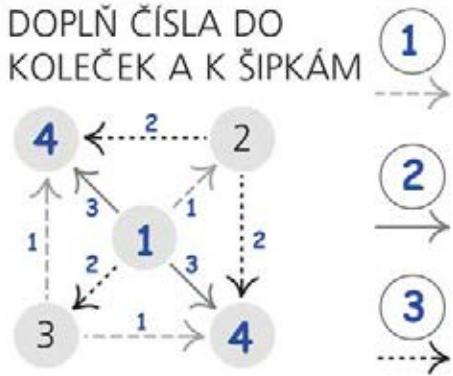 DOPLŇ ČÍSLA DO
KOLEČEK A K ŠIPKÁM
1
4 2 2
3 1
1 1 2 2
2 3
3 1 4
3